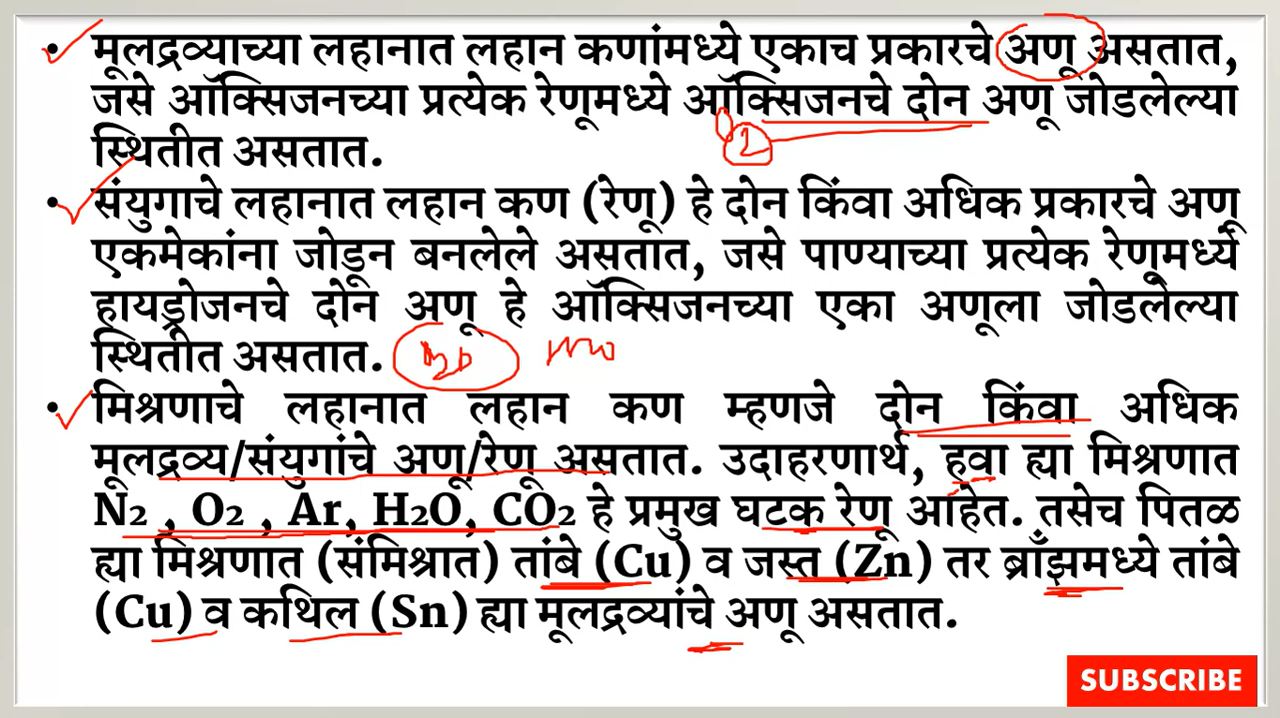 • मूलद्रव्याच्या लहानात लहान कणांमध्ये एकाच प्रकारचे अणू असतात,
जसे ऑक्सिजनच्या प्रत्येक रेणूमध्ये ऑक्सिजनचे दोन अणू जोडलेल्या
स्थितीत असतात.
2
• संयुगाचे लहानात लहान कण (रेणू) हे दोन किंवा अधिक प्रकारचे अणू
एकमेकांना जोडून बनलेले असतात, जसे पाण्याच्या प्रत्येक रेणूमध्ये
हायड्रोजनचे दोन अणू हे ऑक्सिजनच्या एका अणूला जोडलेल्या
स्थितीत असतात.
• मिश्रणाचे लहानात लहान कण म्हणजे दोन किंवा अधिक
मूलद्रव्य/संयुगांचे अणू/रेणू असतात. उदाहरणार्थ, हवा ह्या मिश्रणात
N2 , O2 , Ar, H2O, CO2 हे प्रमुख घटक रेणू आहेत. तसेच पितळ
ह्या मिश्रणात (संमिश्रात) तांबे (Cu) व जस्त (Zn) तर ब्राँझमध्ये तांबे
(Cu) व कथिल (Sn) ह्या मूलद्रव्यांचे अणू असतात.
SUBSCRIBE